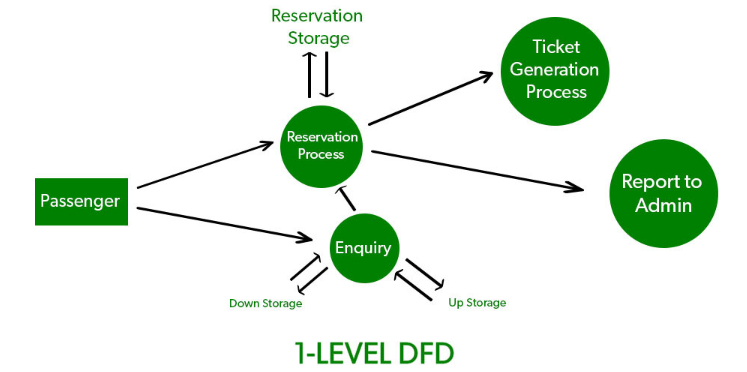 Reservation
Storage
Ticket
Generation
Process
Reservation
Process
Passenger
Report to
Admin
Enquiry
Down Storage
Up Storage
1-LEVEL DFD